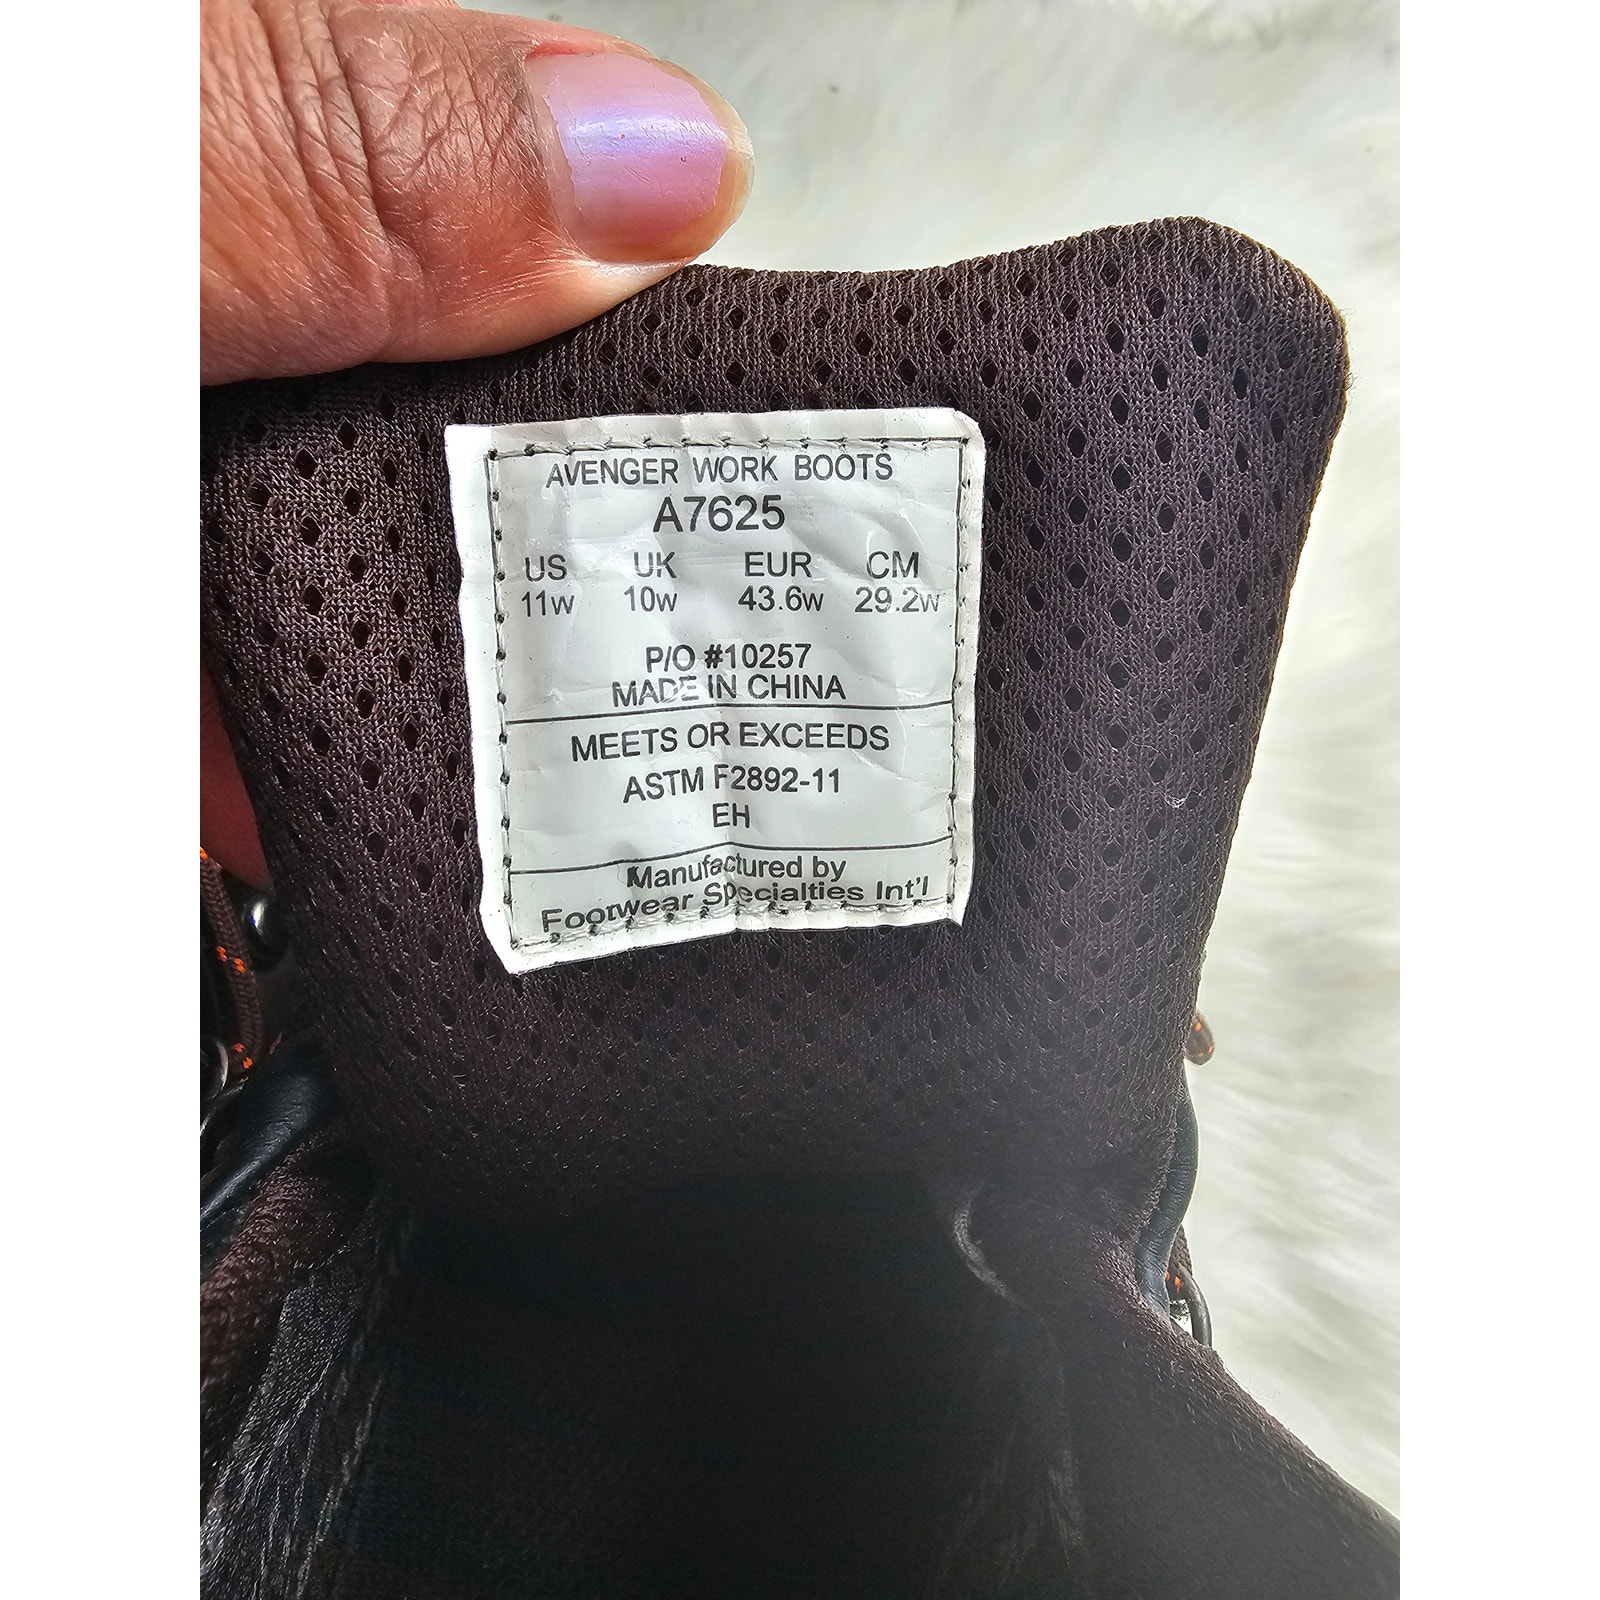 AVENGER WORK BOOTS
A7625
US UK EUR CM
11w 10w 43.6w 29.2w
P/O #10257
MADE IN CHINA
MEETS OR EXCEEDS
ASTM F2892-11
EH
Manufactured by
Footwear Specialties Int'l